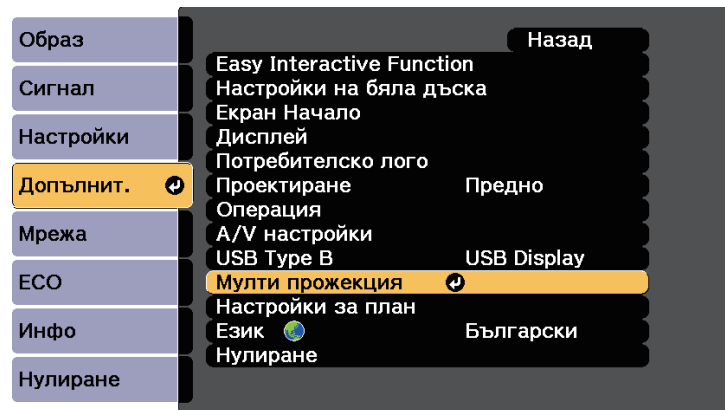 Образ
Сигнал
Настройки
Допълнит.
Мрежа
ECO
Инфо
Нулиране
Назад
Easy Interactive Function
Настройки на бяла дъска
Екран Начало
Дисплей
Потребителско лого
Проектиране Предно
Операция
A/V настройки
USB Type B USB Display
Мулти прожекция
Настройки за план
Език Български
Нулиране